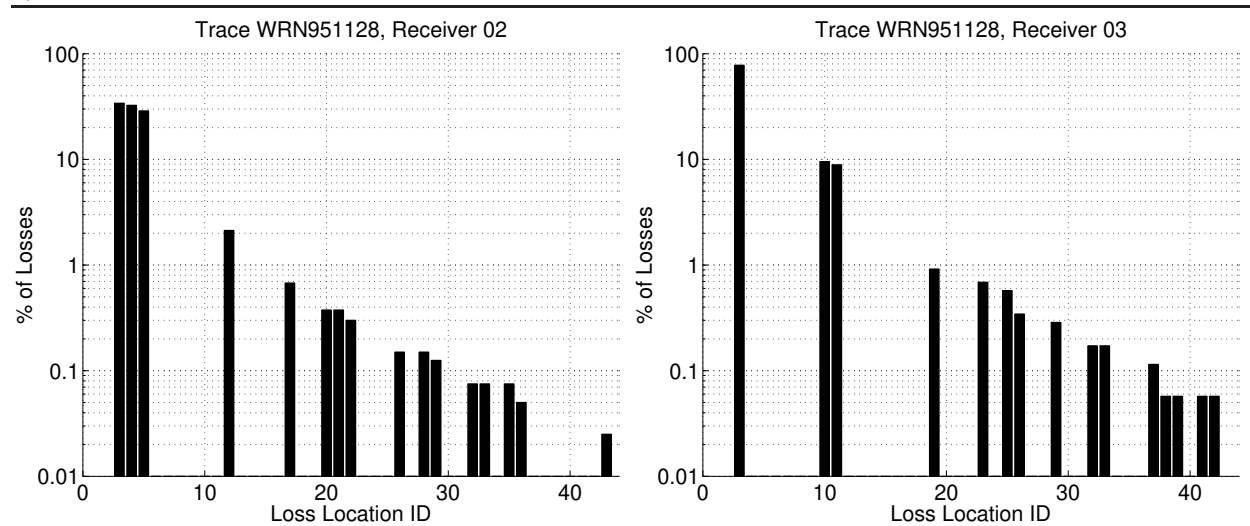 Trace WRN951128, Receiver 02
100
10
1
0.1
0.01
% of Losses
0 10 20 30 40
Loss Location ID
Trace WRN951128, Receiver 03
100
10
1
0.1
0.01
% of Losses
0 10 20 30 40
Loss Location ID